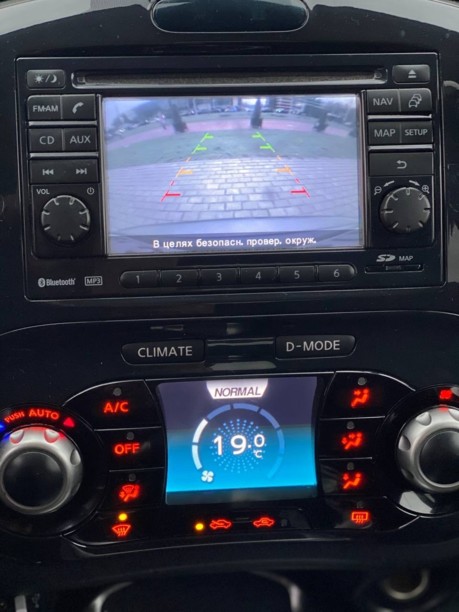 FM·AM
CD AUX
VOL
NAV
MAP SETUP
В целях безопасн. провер. окруж.
Bluetooth MP3
1 2 3 4 5 6
SD MAP
CLIMATE D-MODE
PUSH AUTO
A/C
OFF
NORMAL
19.0 °C